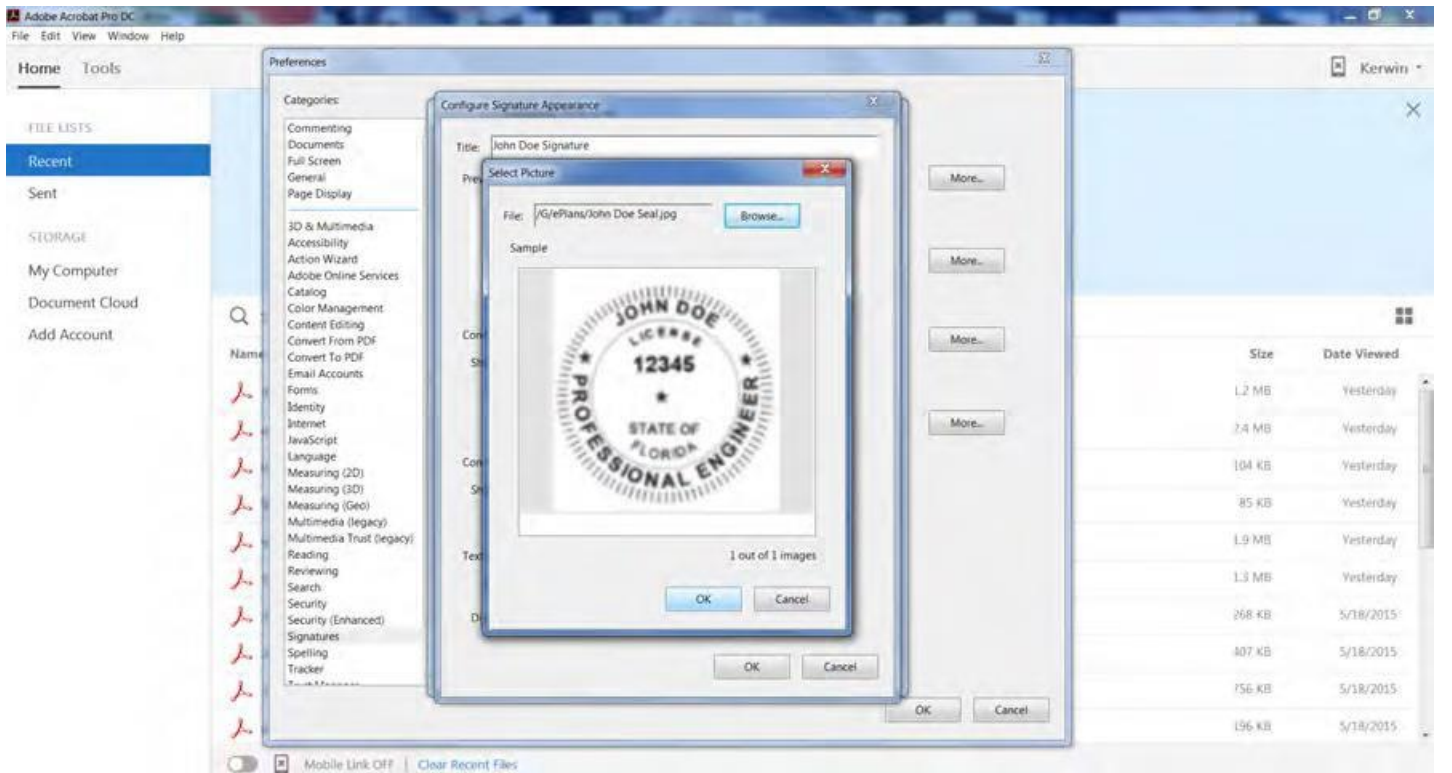 Adobe Acrobat Pro DC
File Edit View Window Help
Home Tools
Kerwin
FILE LISTS
Recent
Sent
STORAGE
My Computer
Document Cloud
Add Account
Preferences
Categories:
Commenting
Documents
Full Screen
General
Page Display
3D & Multimedia
Accessibility
Action Wizard
Adobe Online Services
Catalog
Color Management
Content Editing
Convert From PDF
Convert To PDF
Email Accounts
Forms
Identity
Internet
JavaScript
Language
Measuring (2D)
Measuring (3D)
Measuring (Geo)
Multimedia (legacy)
Multimedia Trust (legacy)
Reading
Reviewing
Search
Security
Security (Enhanced)
Signatures
Spelling
Tracker
More...
More...
More...
More...
OK Cancel
Configure Signature Appearance
Title: John Doe Signature
OK Cancel
Select Picture
File: /G/ePlans/John Doe Seal.jpg Browse...
Sample
JOHN DOE
LICENSE
12345
STATE OF
FLORIDA
PROFESSIONAL ENGINEER
1 out of 1 images
OK Cancel
Name Size Date Viewed
1.2 MB Yesterday
2.4 MB Yesterday
104 KB Yesterday
85 KB Yesterday
1.9 MB Yesterday
1.3 MB Yesterday
268 KB 5/18/2015
407 KB 5/18/2015
756 KB 5/18/2015
196 KB 5/18/2015
Mobile Link OFF | Clear Recent Files